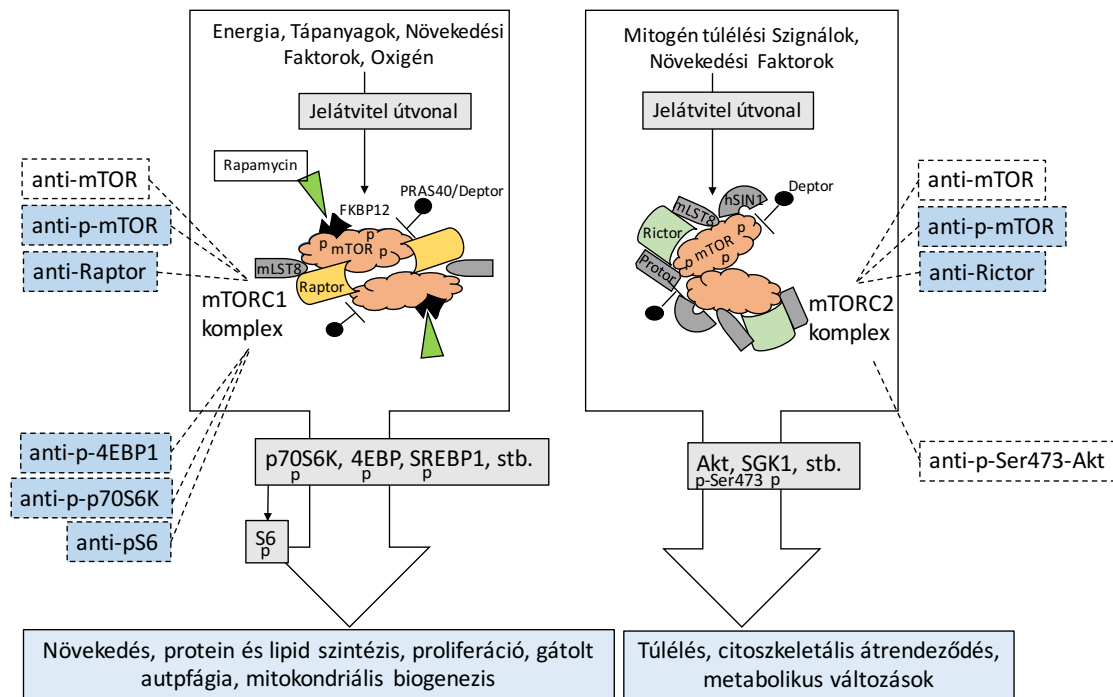 Energia, Tápanyagok, Növekedési
Faktorok, Oxigén
Jelátvitel útvonal
Rapamycin
PRAS40/Deptor
FKBP12
p
p
mTOR
p
mLST8
Raptor
mTORC1
komplex
anti-mTOR
anti-p-mTOR
anti-Raptor
anti-p-4EBP1
anti-p-p70S6K
anti-pS6
p70S6K, 4EBP, SREBP1, stb.
p
p
p
S6
p
Növekedés, protein és lipid szintézis, proliferáció, gátolt
autpfágia, mitokondriális biogenezis
Mitogén túlélési Szignálok,
Növekedési Faktorok
Jelátvitel útvonal
mLST8
hSIN1
Deptor
Rictor
p
mTOR
p
p
Protor
mTORC2
komplex
anti-mTOR
anti-p-mTOR
anti-Rictor
anti-p-Ser473-Akt
Akt, SGK1, stb.
p-Ser473
p
Túlélés, citoszkeletális átrendeződés,
metabolikus változások